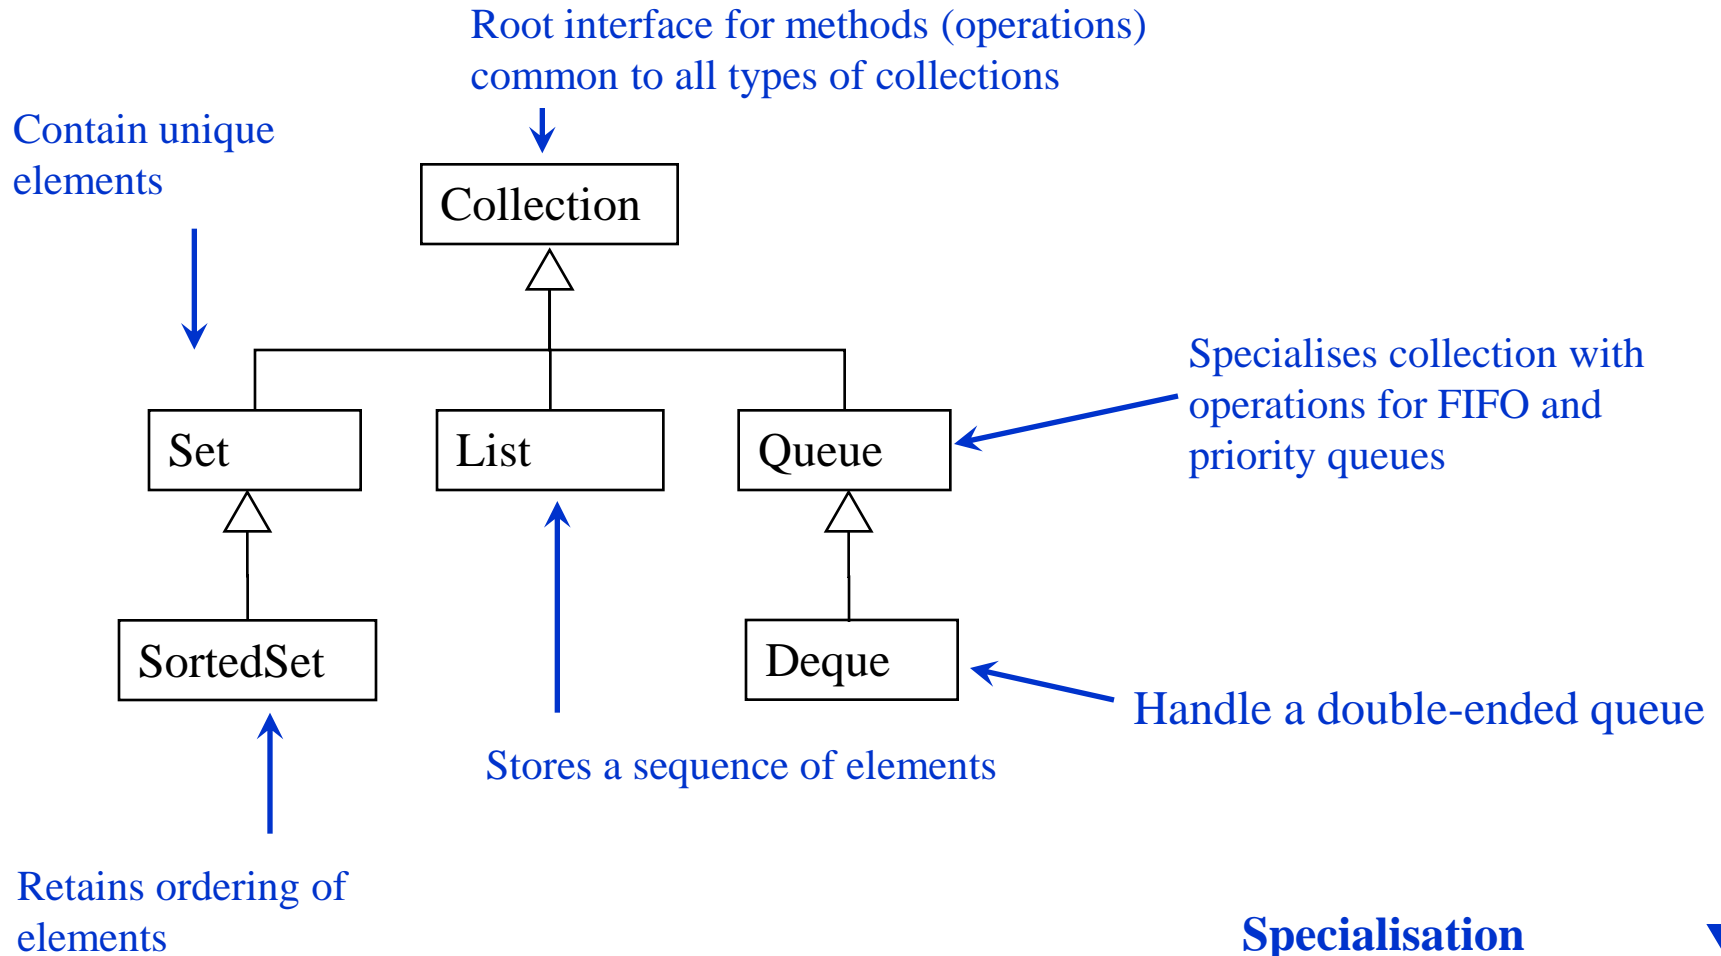 Root interface for methods (operations)
common to all types of collections
Contain unique
elements
Collection
Specialises collection with
operations for FIFO and
priority queues
Set
List
Queue
SortedSet
Deque
Handle a double-ended queue
Stores a sequence of elements
Retains ordering of
elements
Specialisation